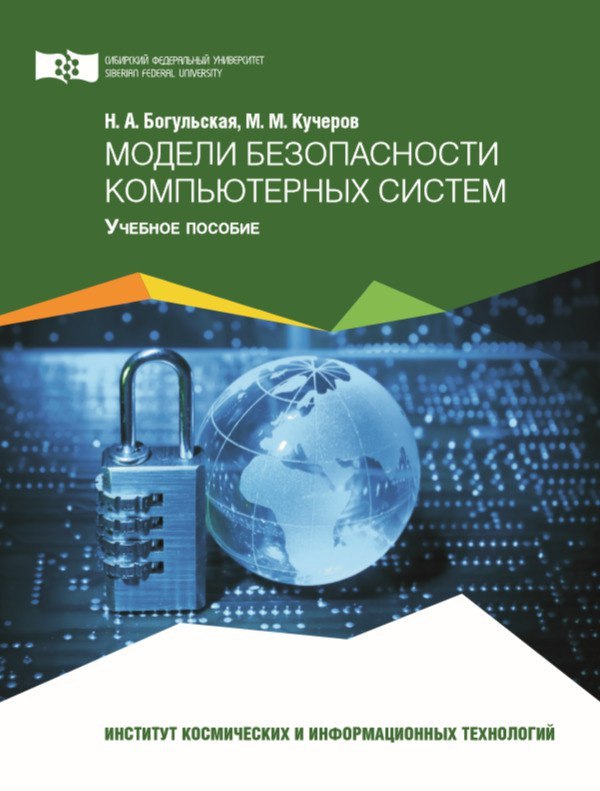 СИБИРСКИЙ ФЕДЕРАЛЬНЫЙ УНИВЕРСИТЕТ
SIBERIAN FEDERAL UNIVERSITY
Н. А. Богульская, М. М. Кучеров
МОДЕЛИ БЕЗОПАСНОСТИ
КОМПЬЮТЕРНЫХ СИСТЕМ
УЧЕБНОЕ ПОСОБИЕ
ИНСТИТУТ КОСМИЧЕСКИХ И ИНФОРМАЦИОННЫХ ТЕХНОЛОГИЙ